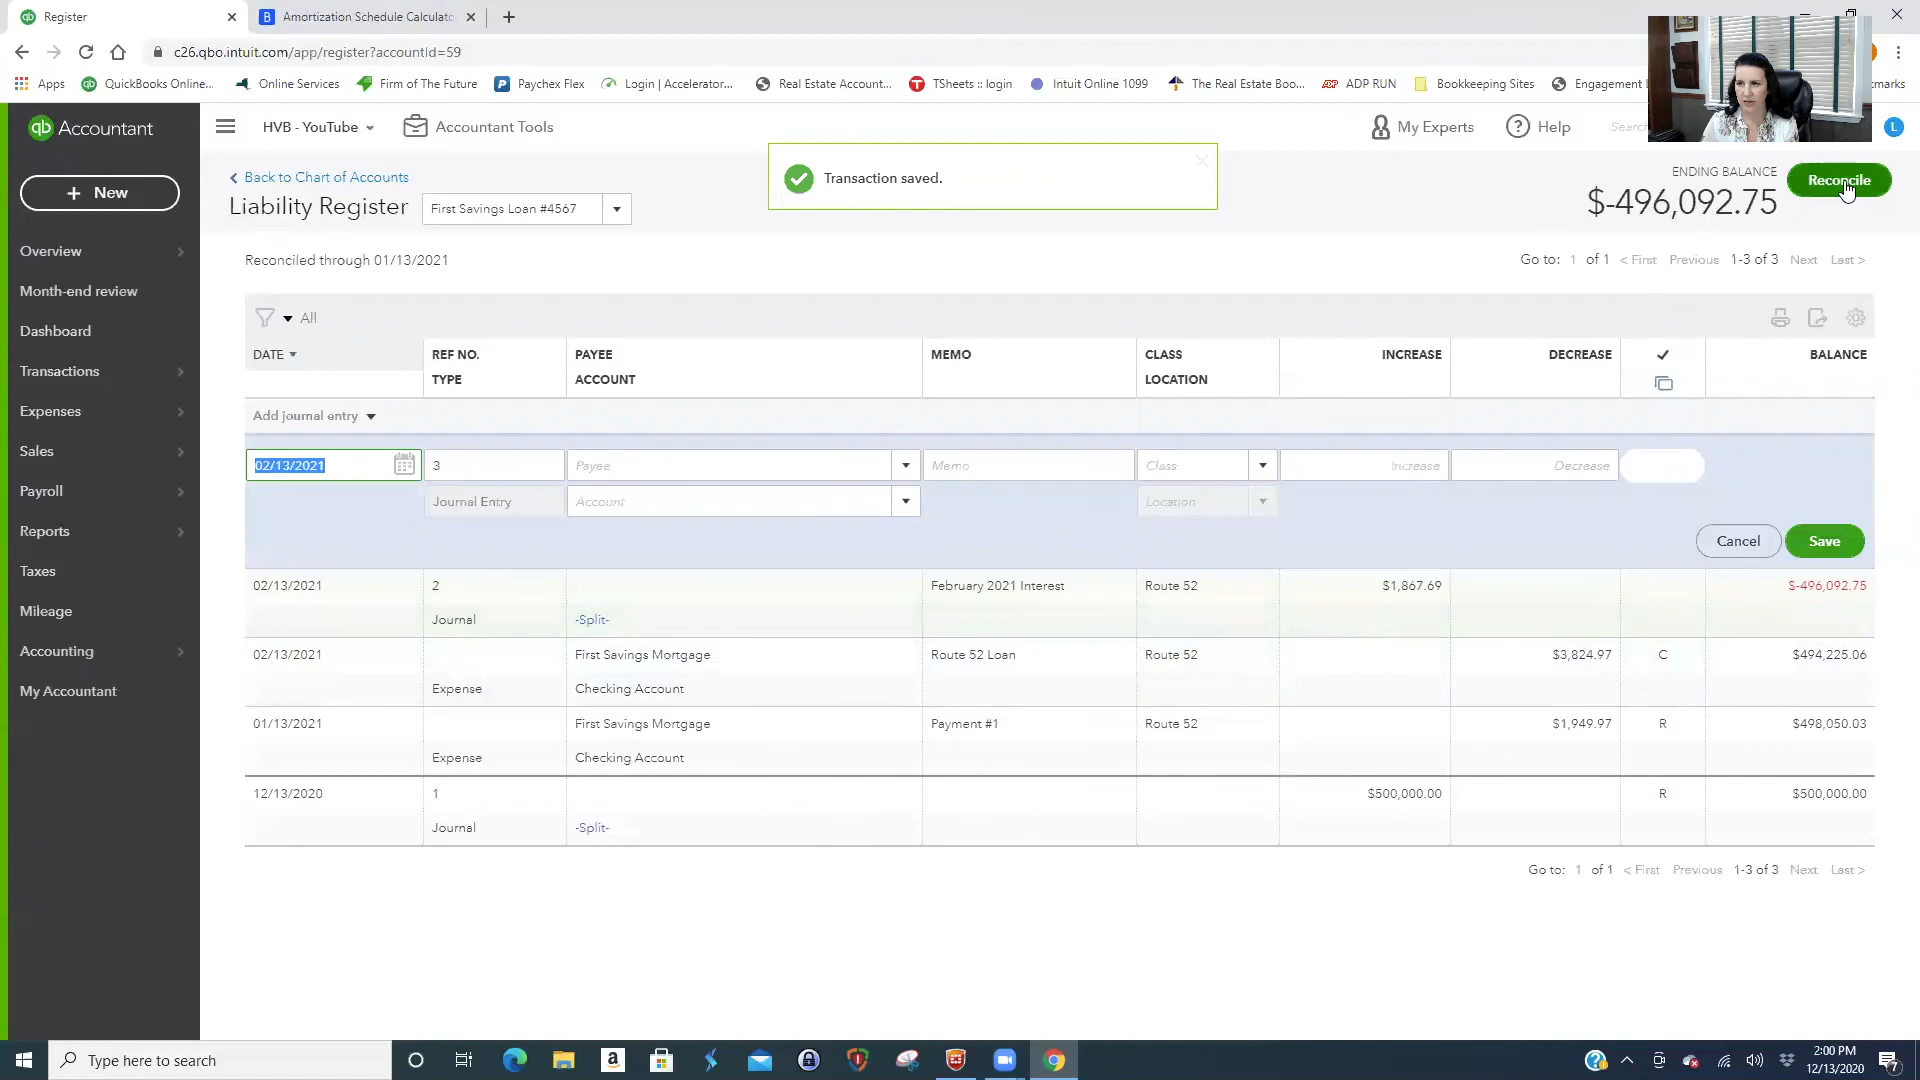 Register
Amortization Schedule Calculato
c26.qbo.intuit.com/app/register?accountId=59
Apps
QuickBooks Online...
Online Services
Firm of The Future
Paychex Flex
Login | Accelerator...
Real Estate Account...
TSheets :: login
Intuit Online 1099
The Real Estate Boo...
ADP RUN
Bookkeeping Sites
Engagement
marks
qb Accountant
HVB - YouTube
Accountant Tools
My Experts
Help
Search
L
+ New
Overview
Month-end review
Dashboard
Transactions
Expenses
Sales
Payroll
Reports
Taxes
Mileage
Accounting
My Accountant
Back to Chart of Accounts
Liability Register
First Savings Loan #4567
Transaction saved.
ENDING BALANCE
$-496,092.75
Reconcile
Reconciled through 01/13/2021
Go to: 1 of 1 < First Previous 1-3 of 3 Next Last >
All
DATE REF NO. PAYEE MEMO CLASS INCREASE DECREASE ✓ BALANCE
TYPE ACCOUNT LOCATION
Add journal entry
02/13/2021 3 Payee Memo Class Increase Decrease
Journal Entry Account Location
Cancel Save
02/13/2021 2 February 2021 Interest Route 52 $1,867.69 $-496,092.75
Journal -Split-
02/13/2021 First Savings Mortgage Route 52 Loan Route 52 $3,824.97 C $494,225.06
Expense Checking Account
01/13/2021 First Savings Mortgage Payment #1 Route 52 $1,949.97 R $498,050.03
Expense Checking Account
12/13/2020 1 $500,000.00 R $500,000.00
Journal -Split-
Go to: 1 of 1 < First Previous 1-3 of 3 Next Last >
Type here to search
2:00 PM
12/13/2020
7